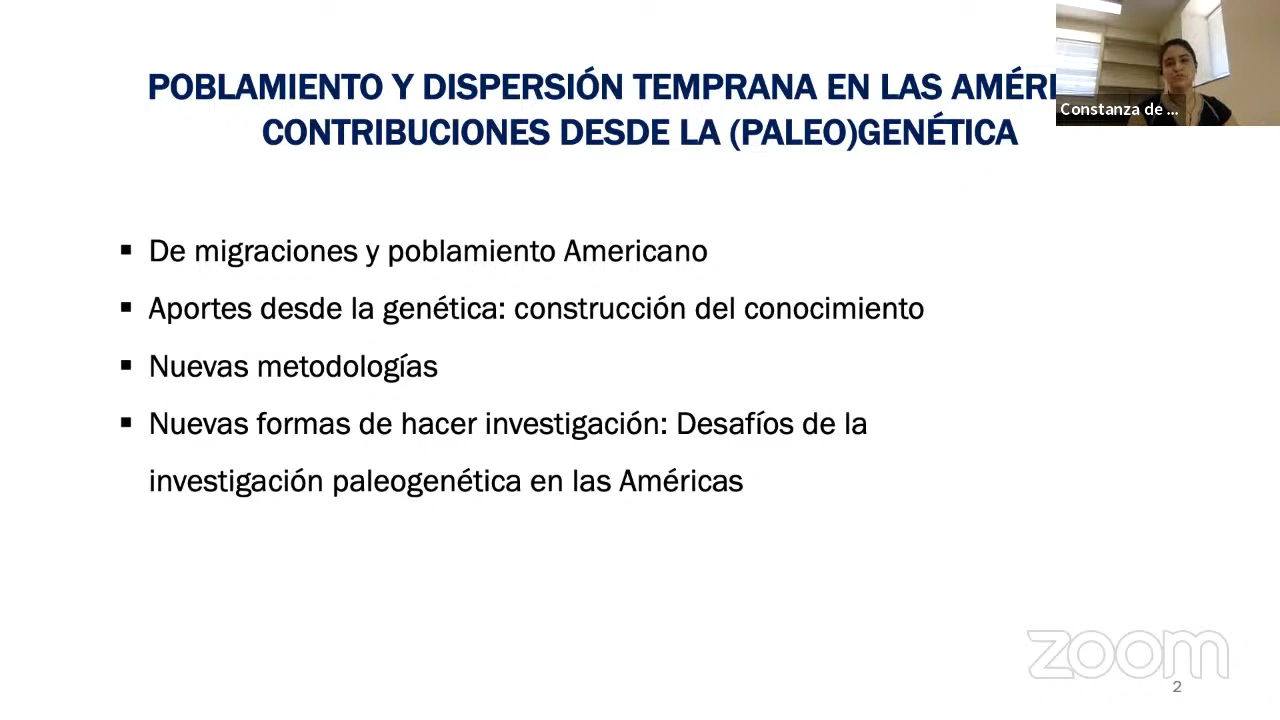 POBLAMIENTO Y DISPERSIÓN TEMPRANA EN LAS
CONTRIBUCIONES DESDE LA (PALEO)GENÉTICA
Constanza de ...
▪ De migraciones y poblamiento Americano
▪ Aportes desde la genética: construcción del conocimiento
▪ Nuevas metodologías
▪ Nuevas formas de hacer investigación: Desafíos de la
investigación paleogenética en las Américas
zoom
2